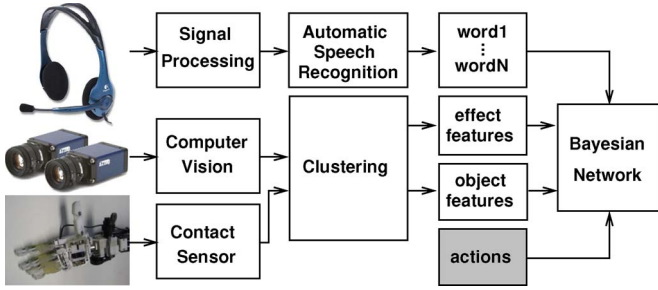 Signal
Processing
Automatic
Speech
Recognition
word1
wordN
Computer
Vision
Clustering
effect
features
Bayesian
Network
object
features
Contact
Sensor
actions